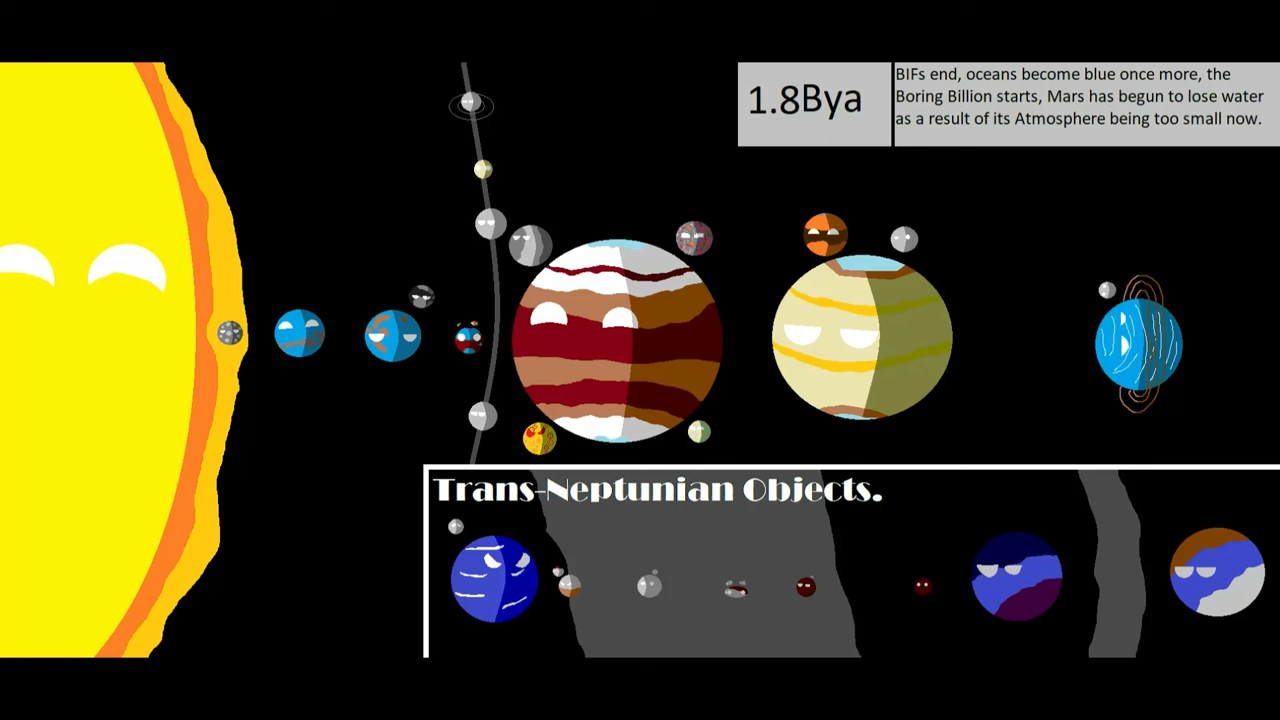 1.8Bya
BIFs end, oceans become blue once more, the
Boring Billion starts, Mars has begun to lose water
as a result of its Atmosphere being too small now.
Trans-Neptunian Objects.